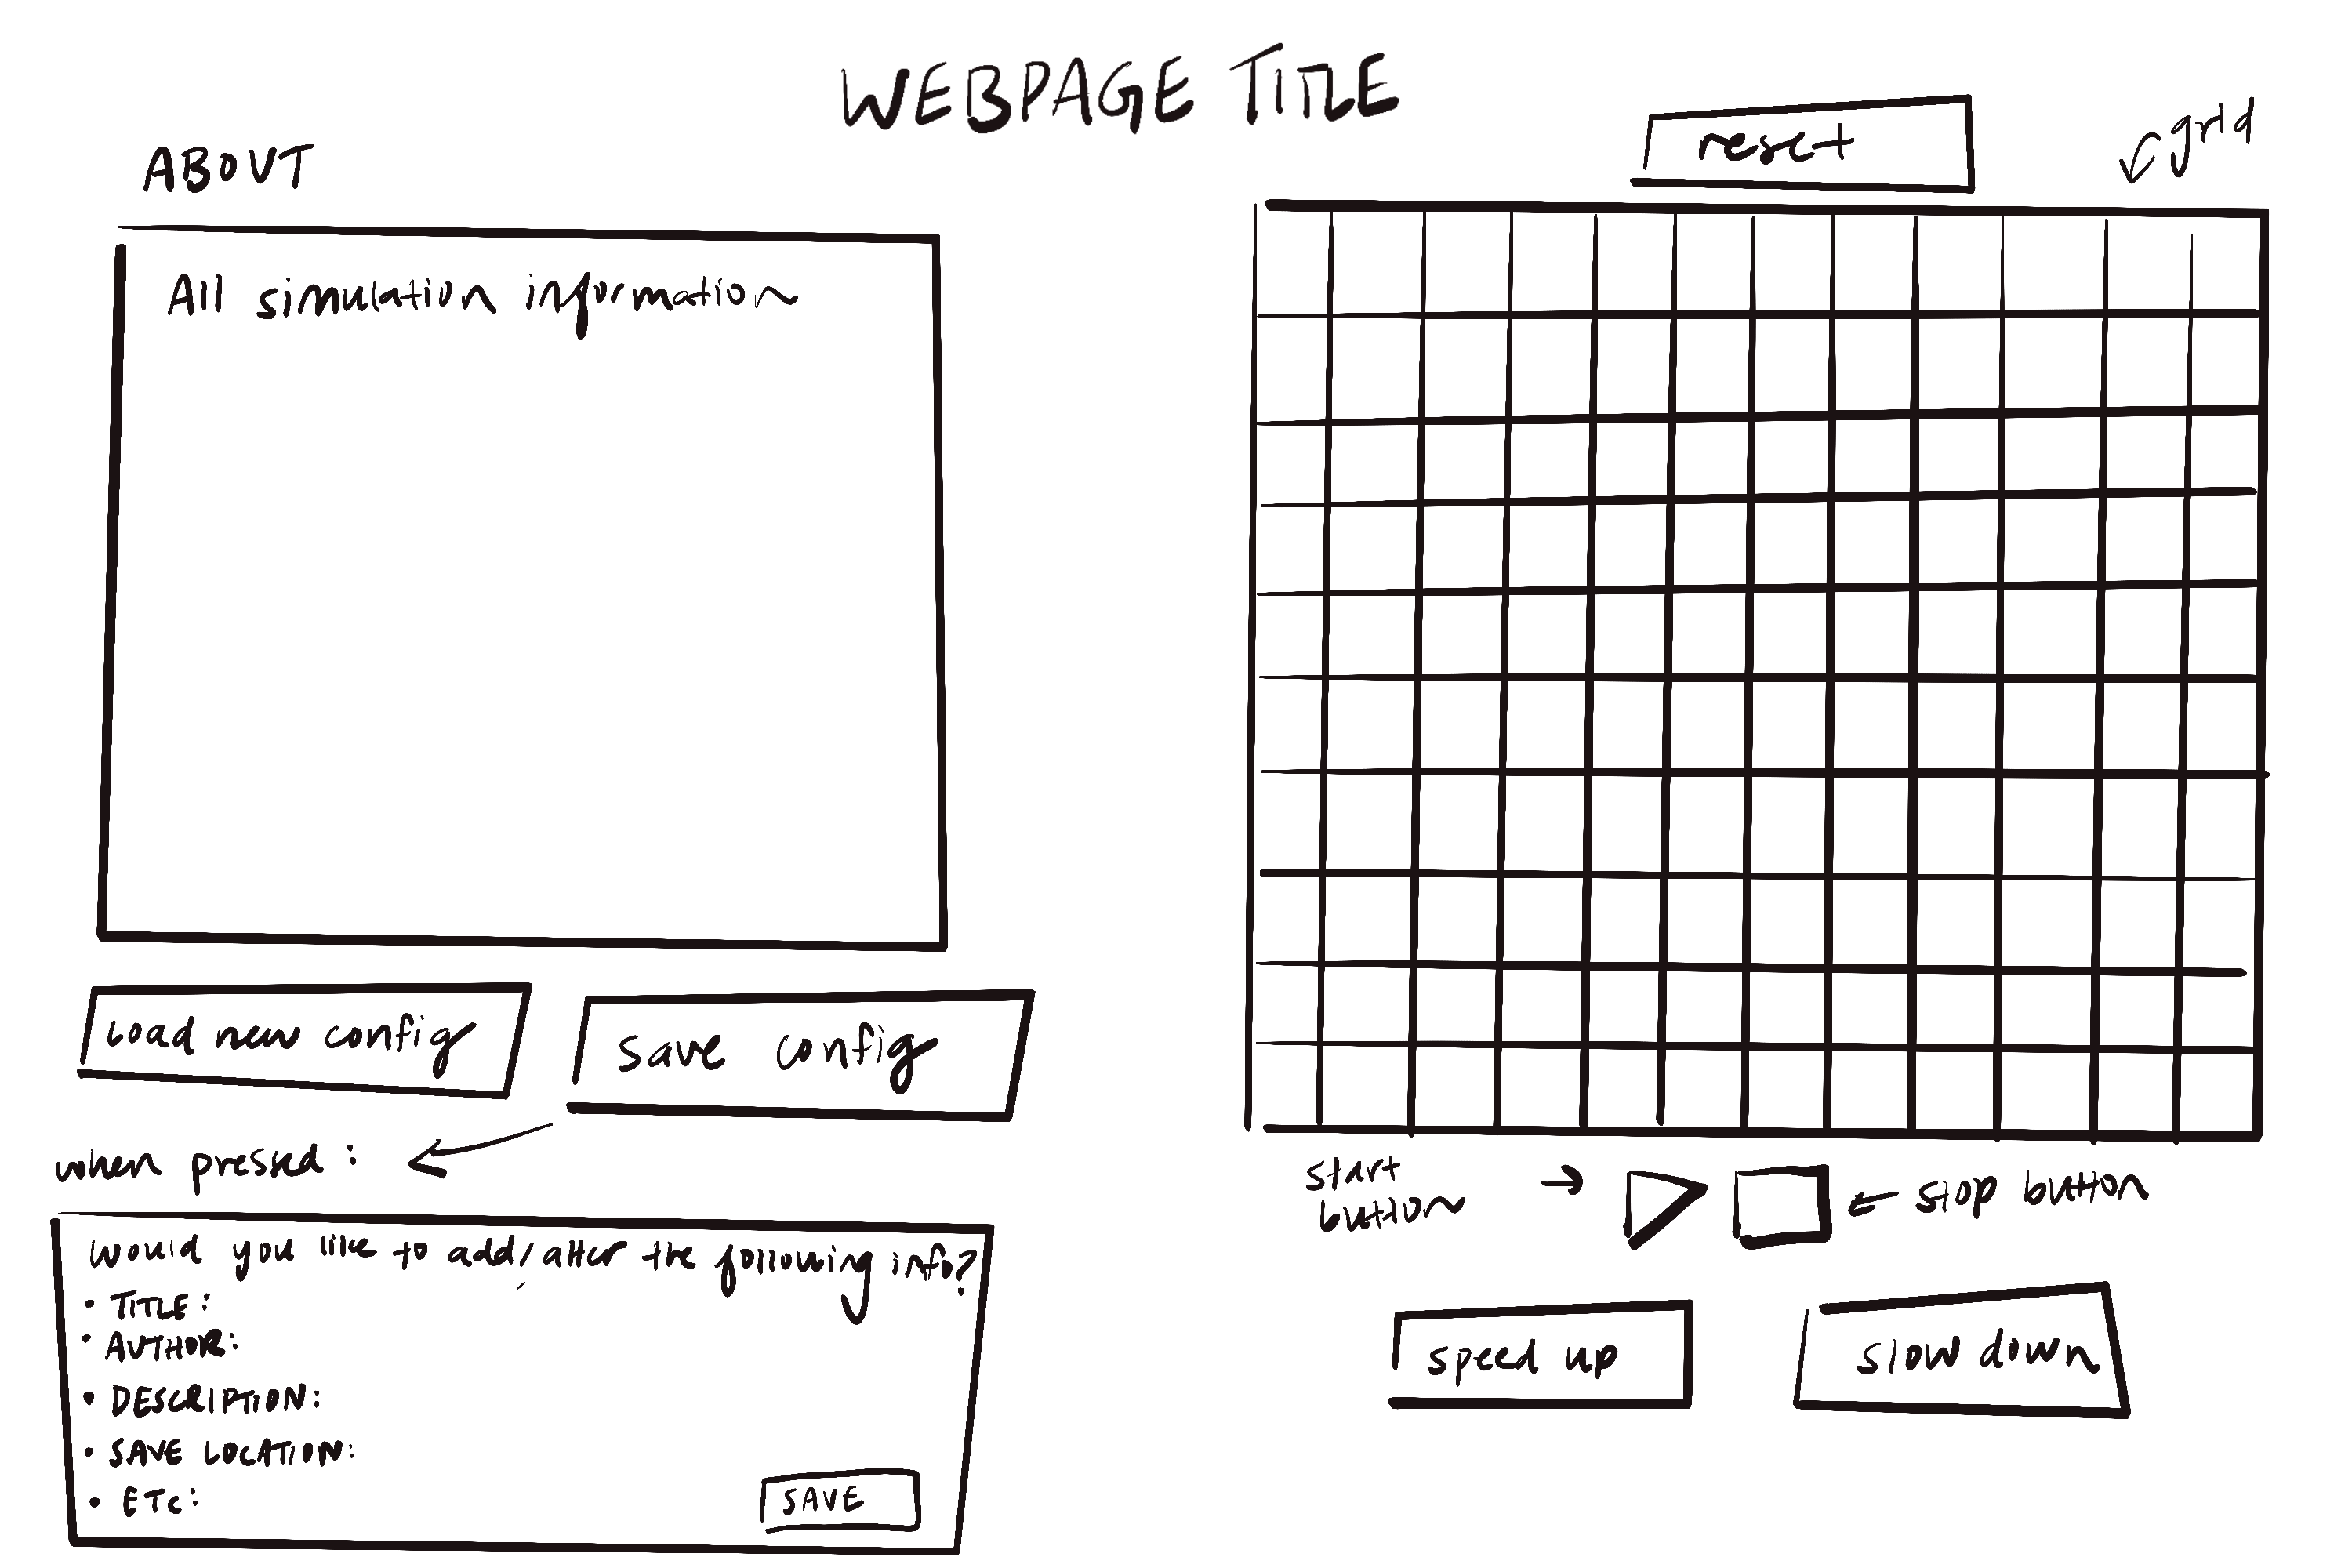 WEBPAGE TITLE
ABOUT
All simulation information
load new config
save config
when pressed :
would you like to add/alter the following info?
• TITLE:
• AUTHOR:
• DESCRIPTION:
• SAVE LOCATION:
• ETC:
SAVE
reset
grid
start
button
stop button
speed up
slow down